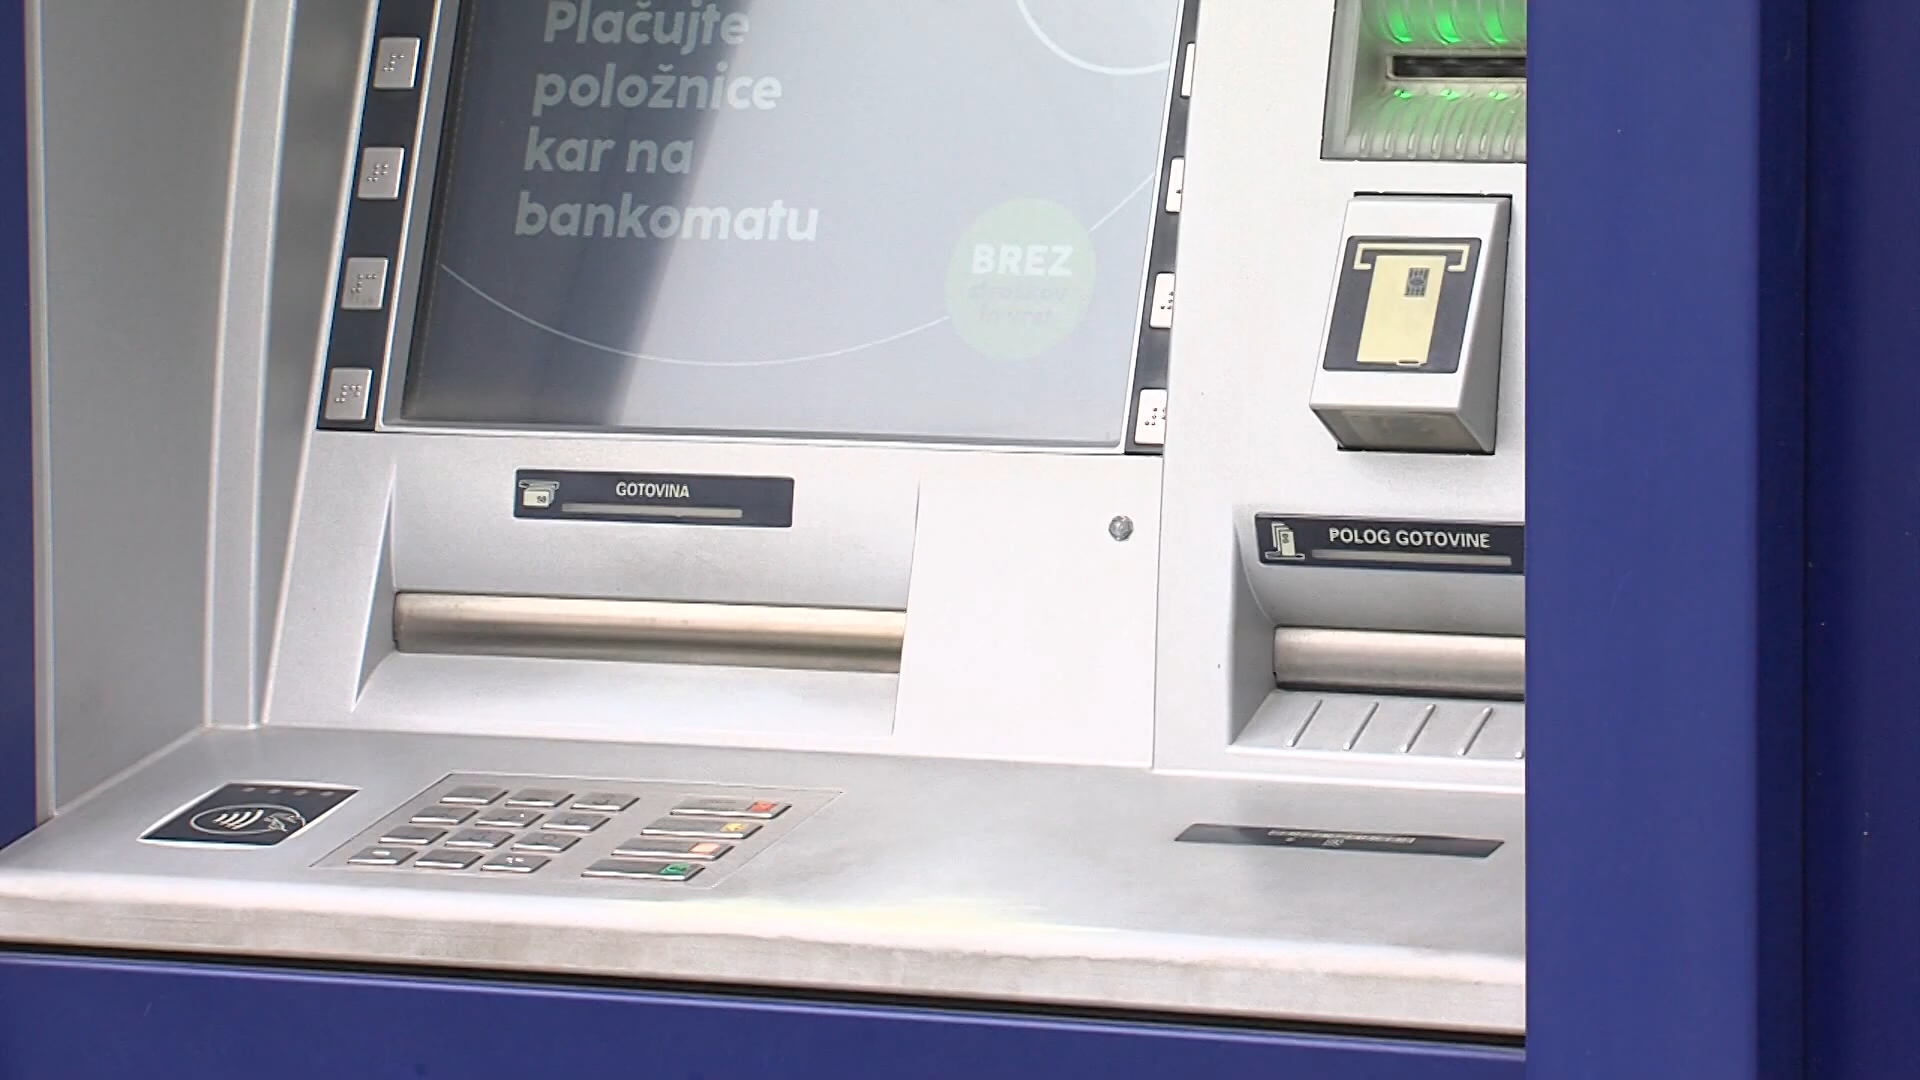 Plačujte
položnice
kar na
bankomatu
BREZ
GOTOVINA
POLOG GOTOVINE